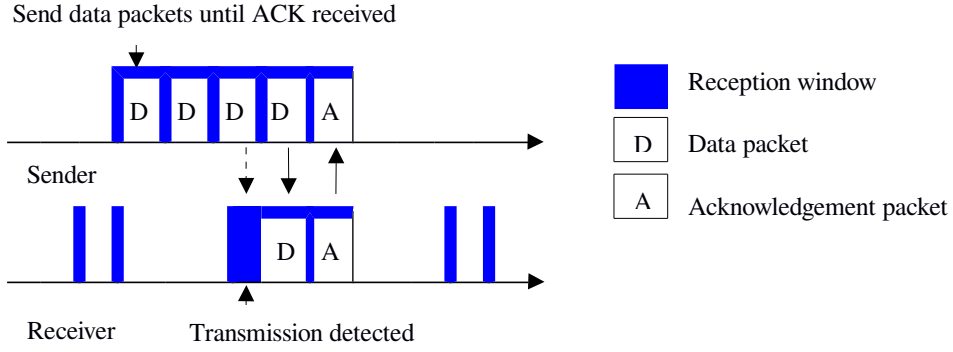 Send data packets until ACK received
D D D D A
Sender
D A
Receiver
Transmission detected
Reception window
D Data packet
A Acknowledgement packet